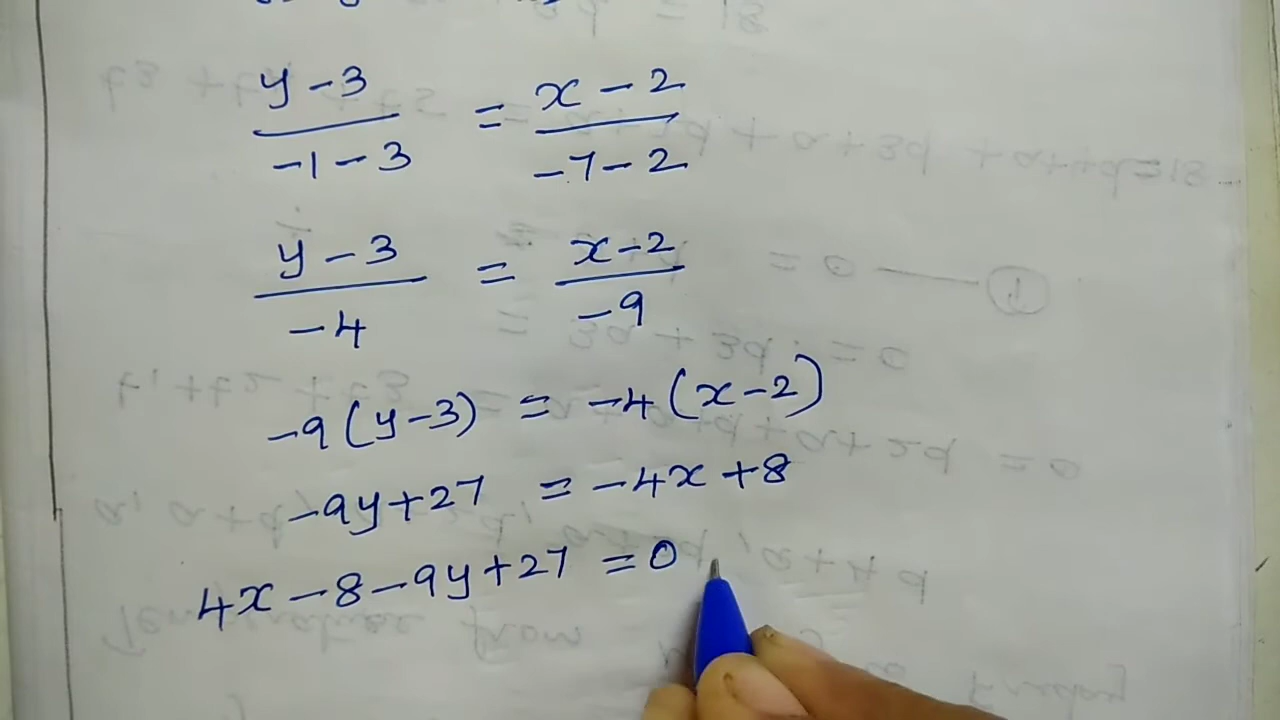 y - 3 / -1 - 3 = x - 2 / -7 - 2
y - 3 / -4 = x - 2 / -9
-9 (y - 3) = -4 (x - 2)
-9y + 27 = -4x + 8
4x - 8 - 9y + 27 = 0